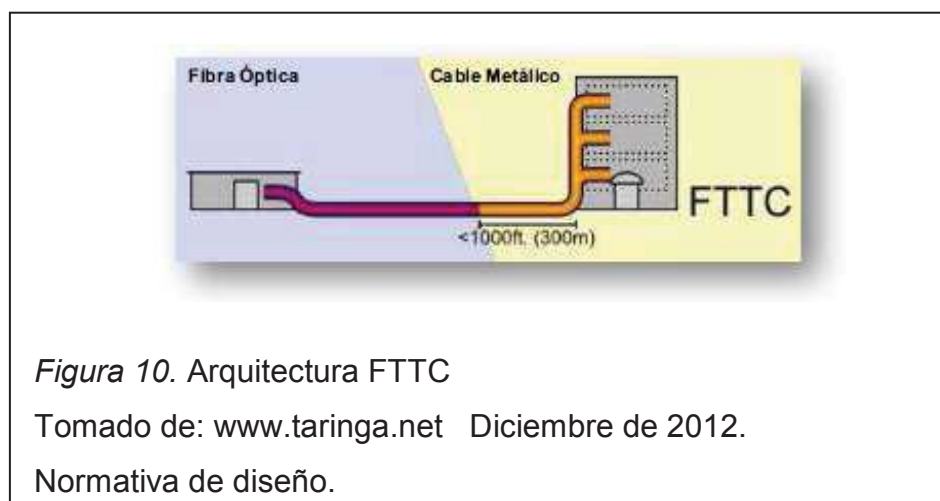 Fibra Óptica
Cable Metálico
FTTC
<1000ft. (300m)
Figura 10. Arquitectura FTTC
Tomado de: www.taringa.net Diciembre de 2012.
Normativa de diseño.